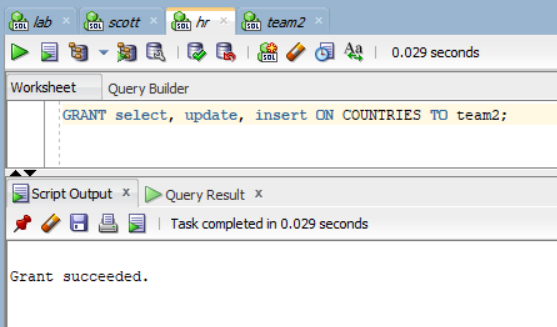 lab scott hr team2
0.029 seconds
Worksheet Query Builder
GRANT select, update, insert ON COUNTRIES TO team2;
Script Output x Query Result x
Task completed in 0.029 seconds
Grant succeeded.